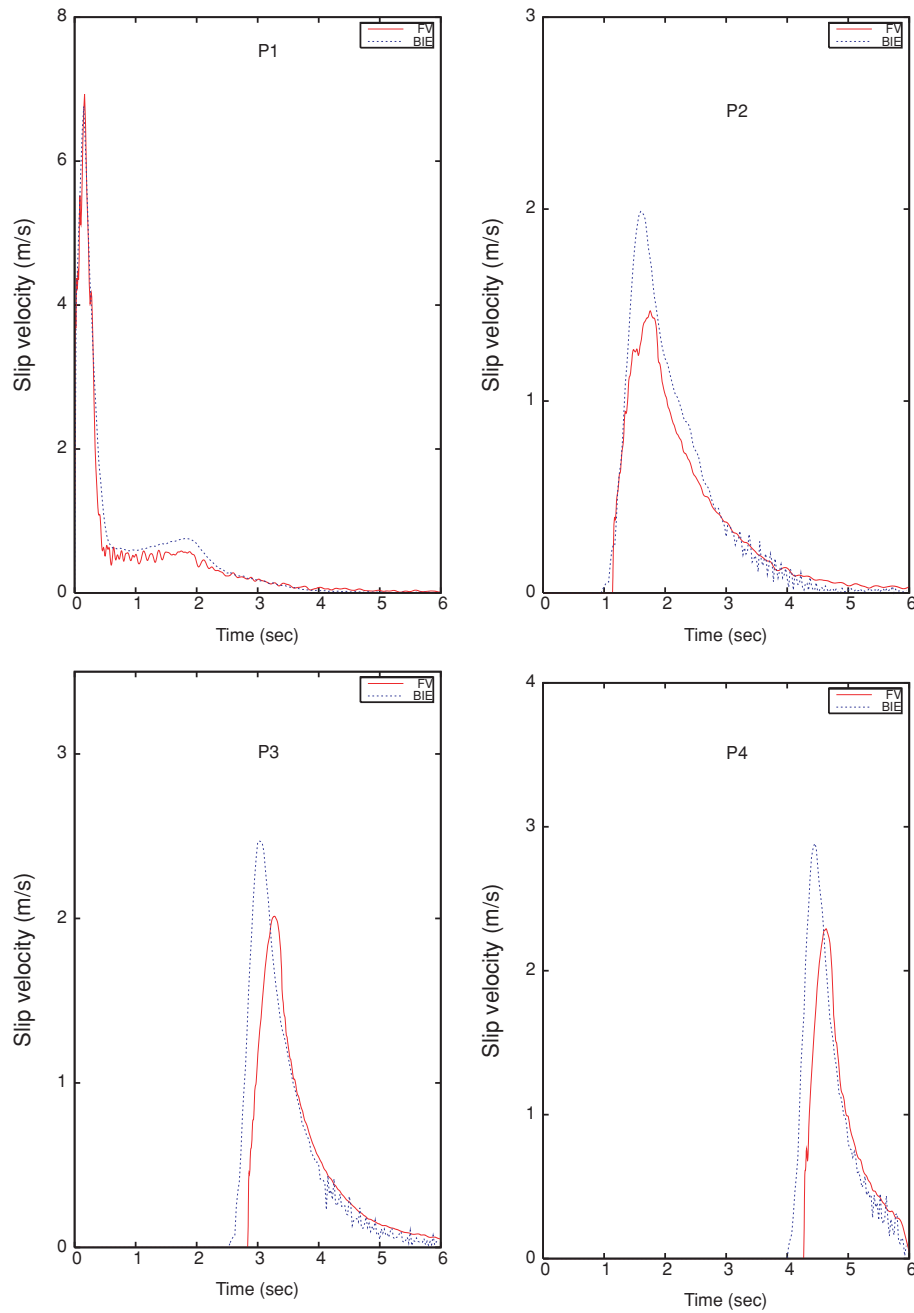 8
6
4
2
0
0 1 2 3 4 5 6
Slip velocity (m/s)
Time (sec)
P1
FV
BIE
3
2
1
0
0 1 2 3 4 5 6
Slip velocity (m/s)
Time (sec)
P2
FV
BIE
3
2
1
0
0 1 2 3 4 5 6
Slip velocity (m/s)
Time (sec)
P3
FV
BIE
4
3
2
1
0
0 1 2 3 4 5 6
Slip velocity (m/s)
Time (sec)
P4
FV
BIE